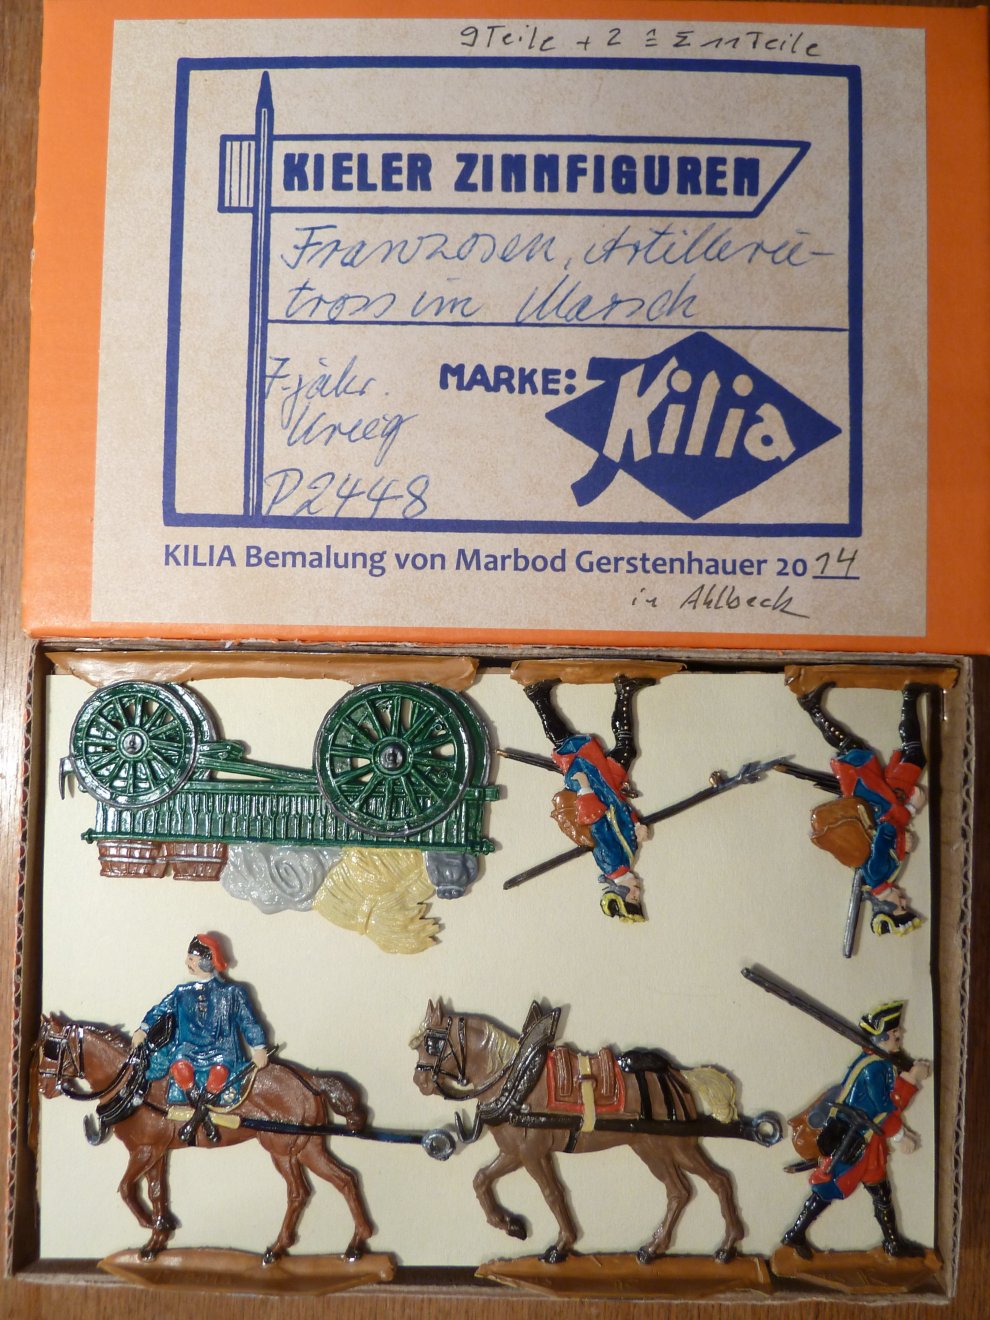 9 Teile + 2 ≙ Σ 11 Teile
KIELER ZINNFIGUREN
Franzosen, Artillerie-
tross im Marsch
7-jähr.
Krieg
MARKE: Kilia
P2448
KILIA Bemalung von Marbod Gerstenhauer 2014
in Ahlbeck